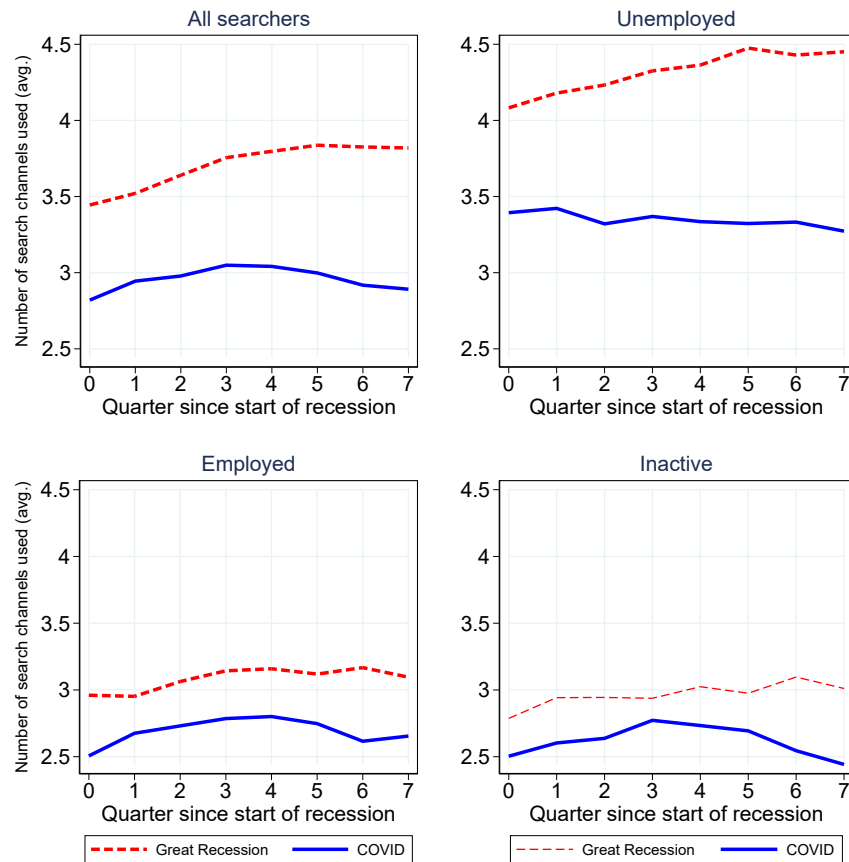 All searchers
Number of search channels used (avg.)
4.5
4
3.5
3
2.5
0 1 2 3 4 5 6 7
Quarter since start of recession
Unemployed
4.5
4
3.5
3
2.5
0 1 2 3 4 5 6 7
Quarter since start of recession
Employed
Number of search channels used (avg.)
4.5
4
3.5
3
2.5
0 1 2 3 4 5 6 7
Quarter since start of recession
Great Recession COVID
Inactive
4.5
4
3.5
3
2.5
0 1 2 3 4 5 6 7
Quarter since start of recession
Great Recession COVID